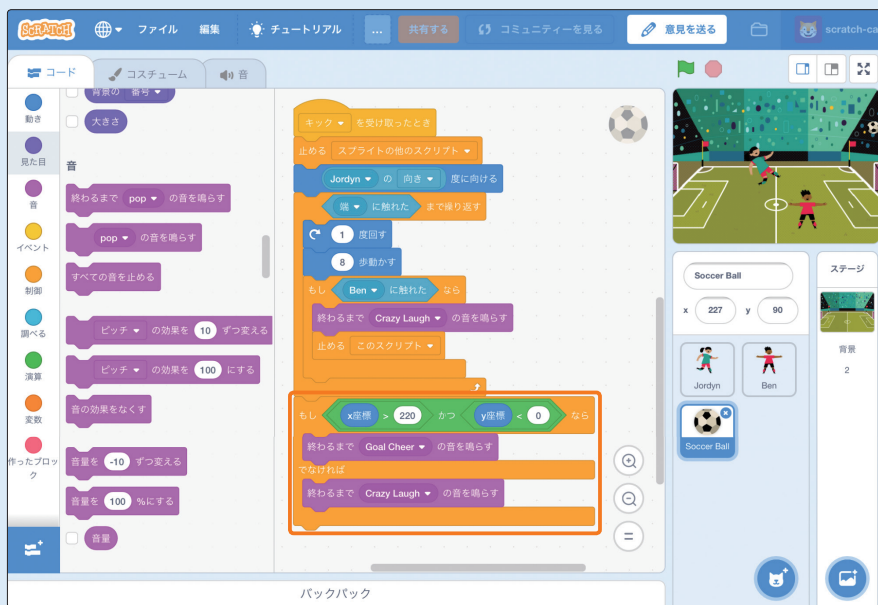 SCRATCH ファイル 編集 チュートリアル ... 共有する コミュニティーを見る 意見を送る scratch-ca
コード コスチューム 音
動き
見た目
音
イベント
制御
調べる
演算
変数
作ったブロック
背景の 番号
大きさ
音
終わるまで pop の音を鳴らす
pop の音を鳴らす
すべての音を止める
ピッチ の効果を 10 ずつ変える
ピッチ の効果を 100 にする
音の効果をなくす
音量を -10 ずつ変える
音量を 100 %にする
音量
キック を受け取ったとき
止める スプライトの他のスクリプト
Jordyn の 向き 度に向ける
端 に触れた まで繰り返す
1 度回す
8 歩動かす
もし Ben に触れた なら
終わるまで Crazy Laugh の音を鳴らす
止める このスクリプト
もし x座標 > 220 かつ y座標 < 0 なら
終わるまで Goal Cheer の音を鳴らす
でなければ
終わるまで Crazy Laugh の音を鳴らす
Soccer Ball
x 227 y 90
Jordyn Ben
Soccer Ball
ステージ
背景
2
バックパック